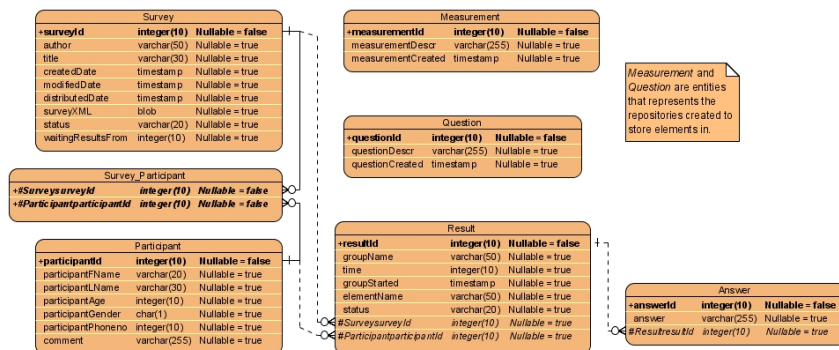 Survey
+surveyId integer(10) Nullable = false
author varchar(50) Nullable = true
title varchar(30) Nullable = true
createdDate timestamp Nullable = true
modifiedDate timestamp Nullable = true
distributedDate timestamp Nullable = true
surveyXML blob Nullable = true
status varchar(20) Nullable = true
waitingResultsFrom integer(10) Nullable = true
Measurement
+measurementId integer(10) Nullable = false
measurementDescr varchar(255) Nullable = true
measurementCreated timestamp Nullable = true
Measurement and
Question are entities
that represents the
repositories created to
store elements in.
Question
+questionId integer(10) Nullable = false
questionDescr varchar(255) Nullable = true
questionCreated timestamp Nullable = true
Survey_Participant
+#SurveysurveyId integer(10) Nullable = false
+#ParticipantparticipantId integer(10) Nullable = false
Participant
+participantId integer(10) Nullable = false
participantFName varchar(20) Nullable = true
participantLName varchar(30) Nullable = true
participantAge integer(10) Nullable = true
participantGender char(1) Nullable = true
participantPhoneno integer(10) Nullable = true
comment varchar(255) Nullable = true
Result
+resultId integer(10) Nullable = false
groupName varchar(50) Nullable = true
time integer(10) Nullable = true
groupStarted timestamp Nullable = true
elementName varchar(50) Nullable = true
status varchar(20) Nullable = true
#SurveysurveyId integer(10) Nullable = true
#ParticipantparticipantId integer(10) Nullable = true
Answer
+answerId integer(10) Nullable = false
answer varchar(255) Nullable = true
#ResultresultId integer(10) Nullable = true